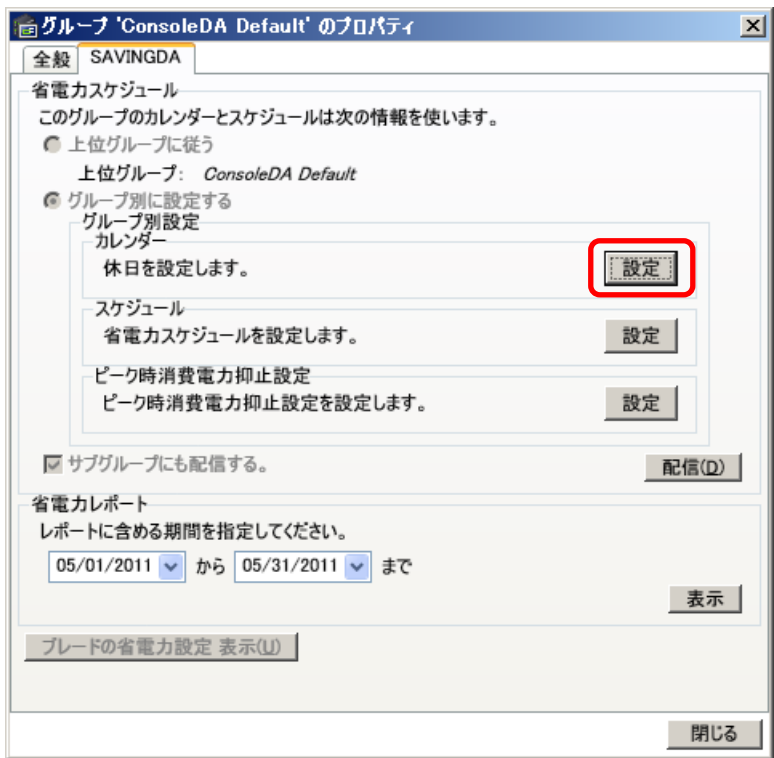 グループ 'ConsoleDA Default' のプロパティ
全般 SAVINGDA
省電力スケジュール
このグループのカレンダーとスケジュールは次の情報を使います。
上位グループに従う
上位グループ: ConsoleDA Default
グループ別に設定する
グループ別設定
カレンダー
休日を設定します。 設定
スケジュール
省電力スケジュールを設定します。 設定
ピーク時消費電力抑止設定
ピーク時消費電力抑止設定を設定します。 設定
サブグループにも配信する。 配信(D)
省電力レポート
レポートに含める期間を指定してください。
05/01/2011 から 05/31/2011 まで
表示
ブレードの省電力設定 表示(U)
閉じる